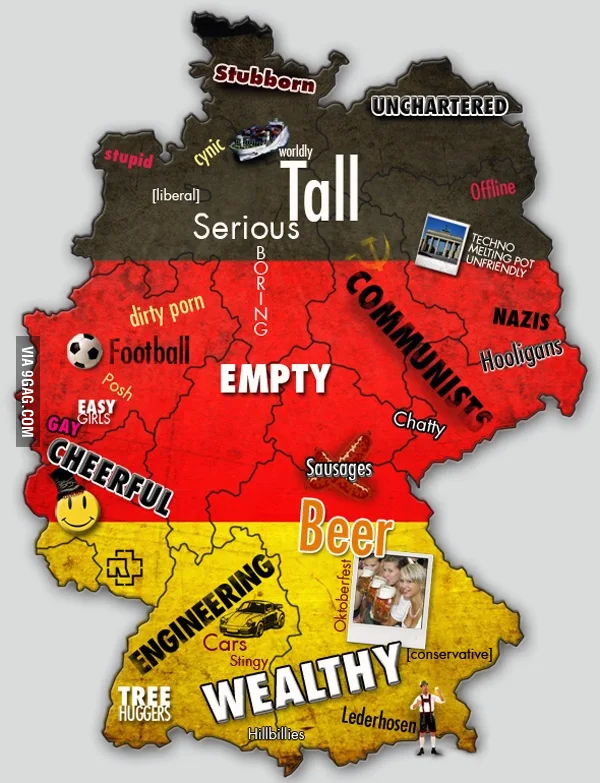 Stubborn
UNCHARTERED
stupid
cynic
worldly
[liberal]
Tall
Serious
Offline
BORING
TECHNO
MELTING POT
UNFRIENDLY
COMMUNISTS
dirty porn
Football
NAZIS
Hooligans
VIA 9GAG.COM
EMPTY
Posh
EASY
GIRLS
GAY
Chatty
CHEERFUL
Sausages
Beer
Oktoberfest
ENGINEERING
Cars
Stingy
WEALTHY
[conservative]
TREE
HUGGERS
Lederhosen
Hillbillies